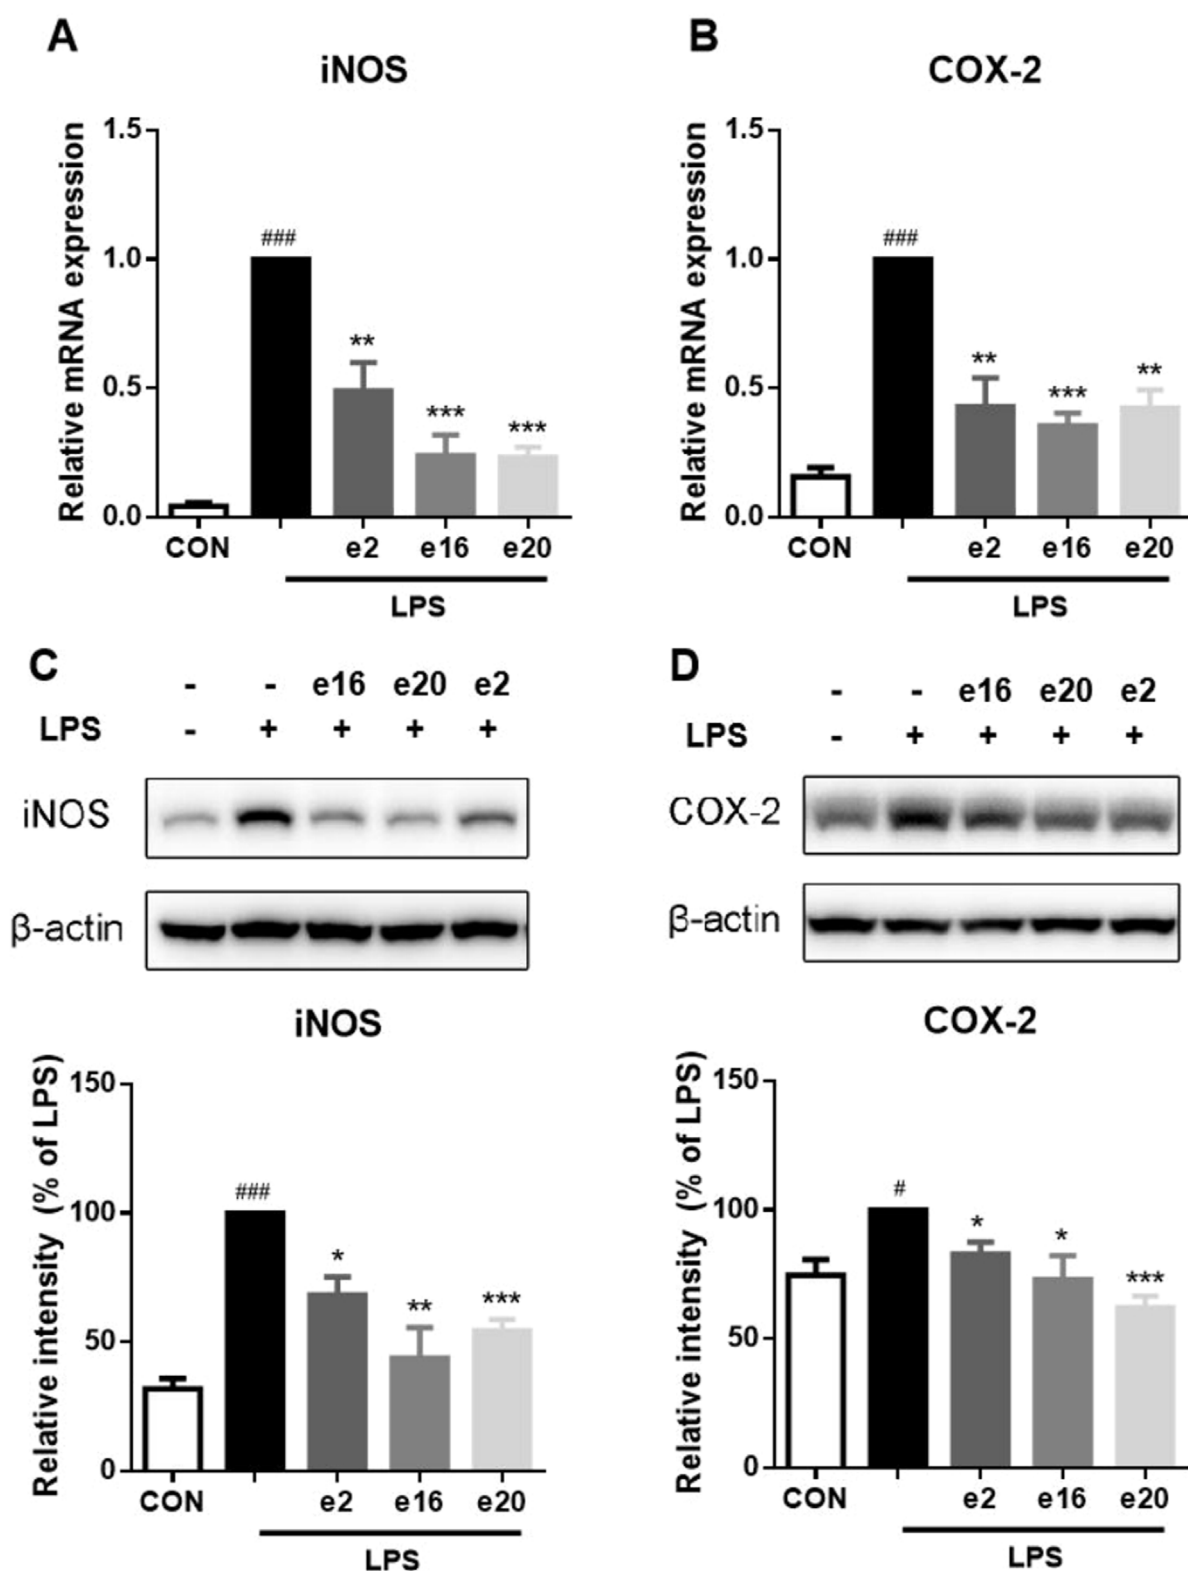 A
iNOS
Relative mRNA expression
1.5
1.0
0.5
0.0
###
**
***
***
CON
e2
e16
e20
LPS
B
COX-2
Relative mRNA expression
1.5
1.0
0.5
0.0
###
**
***
**
CON
e2
e16
e20
LPS
C
- - e16 e20 e2
LPS - + + + +
iNOS
β-actin
iNOS
Relative intensity (% of LPS)
150
100
50
0
###
*
**
***
CON
e2
e16
e20
LPS
D
- - e16 e20 e2
LPS - + + + +
COX-2
β-actin
COX-2
Relative intensity (% of LPS)
150
100
50
0
#
*
*
***
CON
e2
e16
e20
LPS